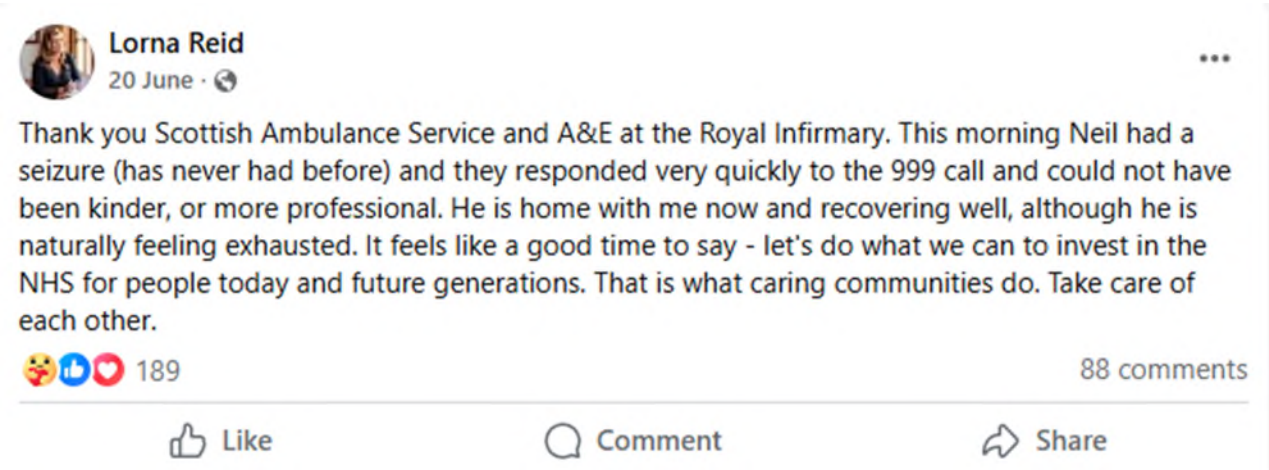 Lorna Reid
20 June ·
Thank you Scottish Ambulance Service and A&E at the Royal Infirmary. This morning Neil had a
seizure (has never had before) and they responded very quickly to the 999 call and could not have
been kinder, or more professional. He is home with me now and recovering well, although he is
naturally feeling exhausted. It feels like a good time to say - let's do what we can to invest in the
NHS for people today and future generations. That is what caring communities do. Take care of
each other.
189 88 comments
Like Comment Share